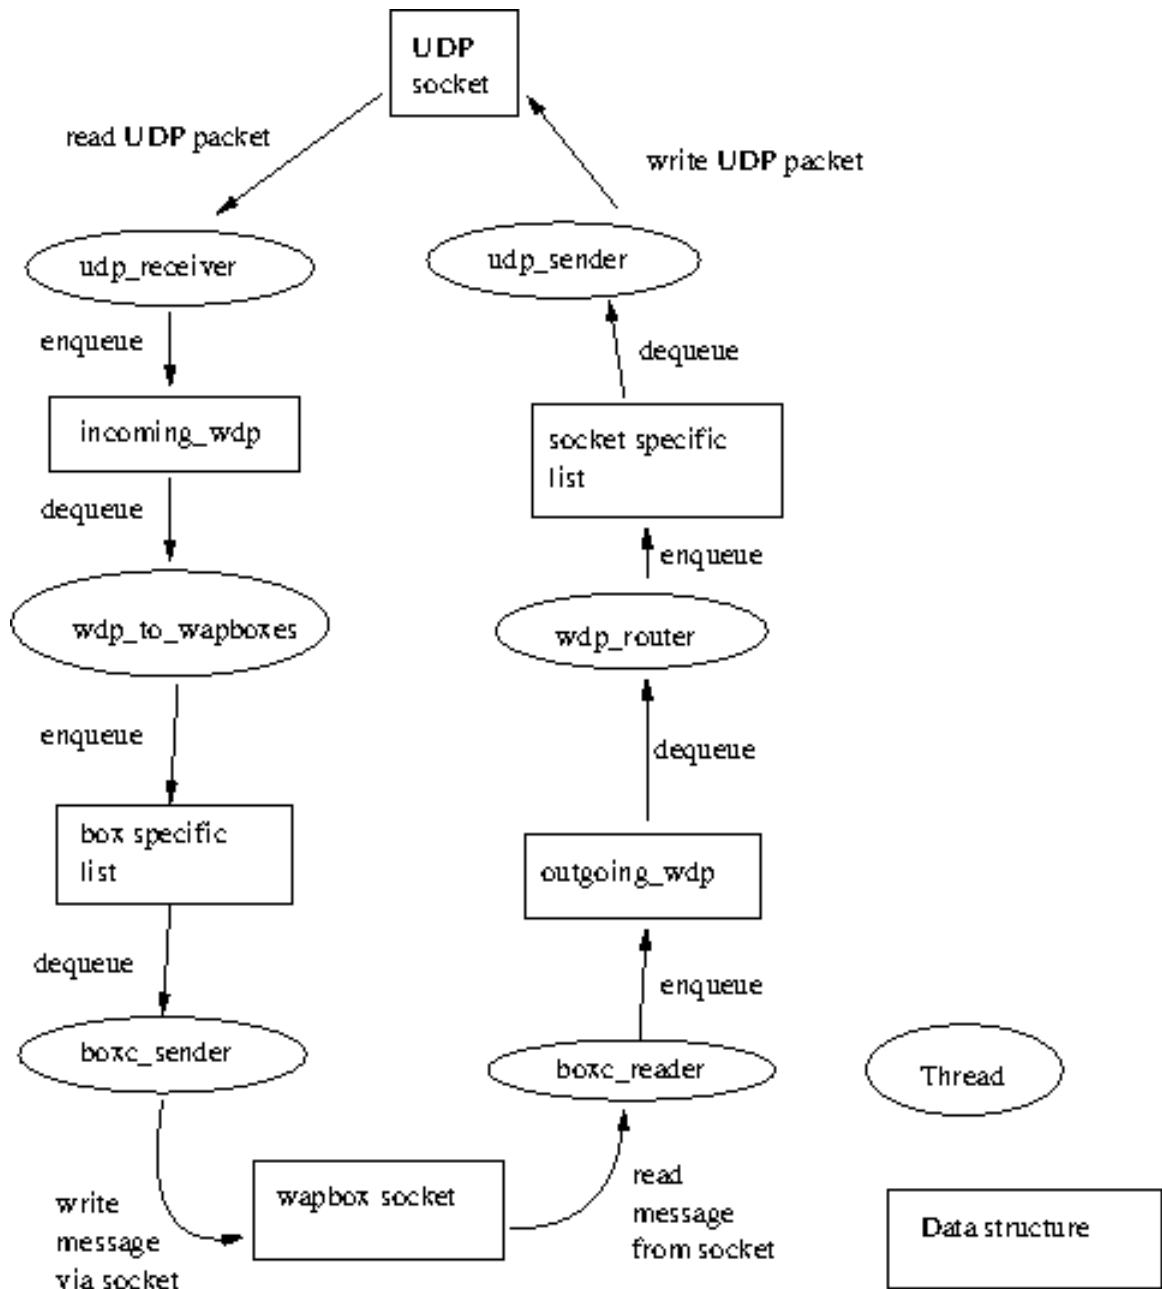 UDP
socket
read UDP packet
write UDP packet
udp_receiver
udp_sender
enqueue
dequeue
incoming_wdp
socket specific
list
dequeue
enqueue
wdp_to_wapboxes
wdp_router
enqueue
dequeue
box specific
list
outgoing_wdp
dequeue
enqueue
boxc_sender
boxc_reader
Thread
write
message
via socket
wapbox socket
read
message
from socket
Data structure